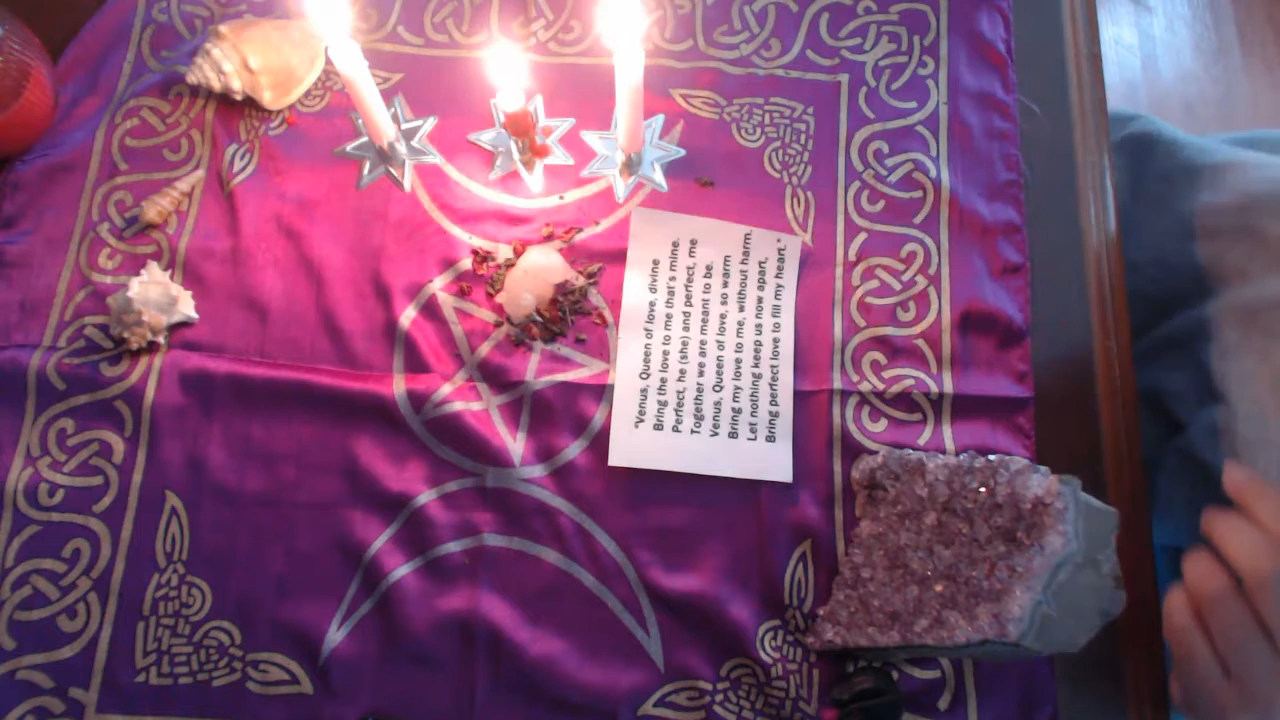 "Venus, Queen of love, divine
Bring the love to me that's mine.
Perfect, he (she) and perfect, me
Together we are meant to be.
Venus, Queen of love, so warm
Bring my love to me, without harm.
Let nothing keep us now apart,
Bring perfect love to fill my heart."